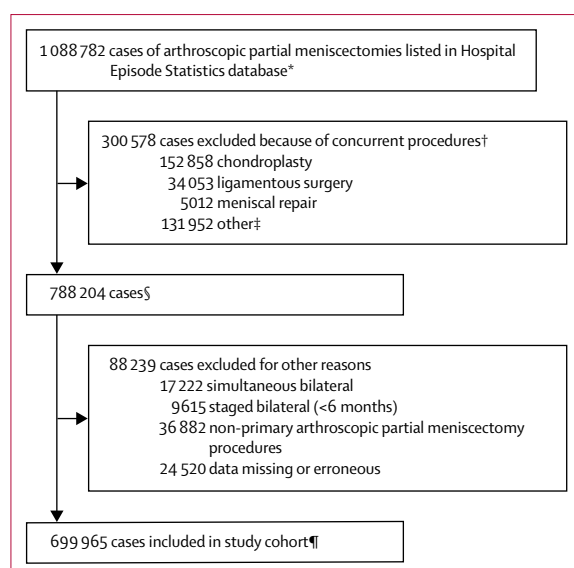 1 088 782 cases of arthroscopic partial meniscectomies listed in Hospital
Episode Statistics database*
300 578 cases excluded because of concurrent procedures†
152 858 chondroplasty
34 053 ligamentous surgery
5012 meniscal repair
131 952 other‡
788 204 cases§
88 239 cases excluded for other reasons
17 222 simultaneous bilateral
9615 staged bilateral (<6 months)
36 882 non-primary arthroscopic partial meniscectomy
procedures
24 520 data missing or erroneous
699 965 cases included in study cohort¶